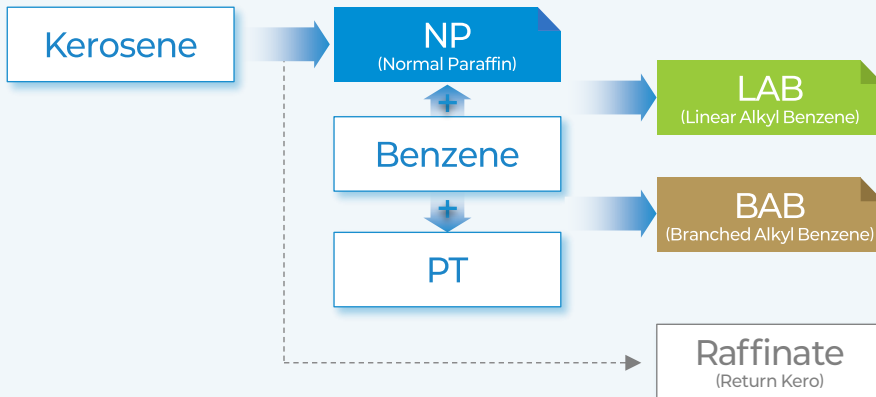 Kerosene
NP
(Normal Paraffin)
+
Benzene
+
PT
LAB
(Linear Alkyl Benzene)
BAB
(Branched Alkyl Benzene)
Raffinate
(Return Kero)